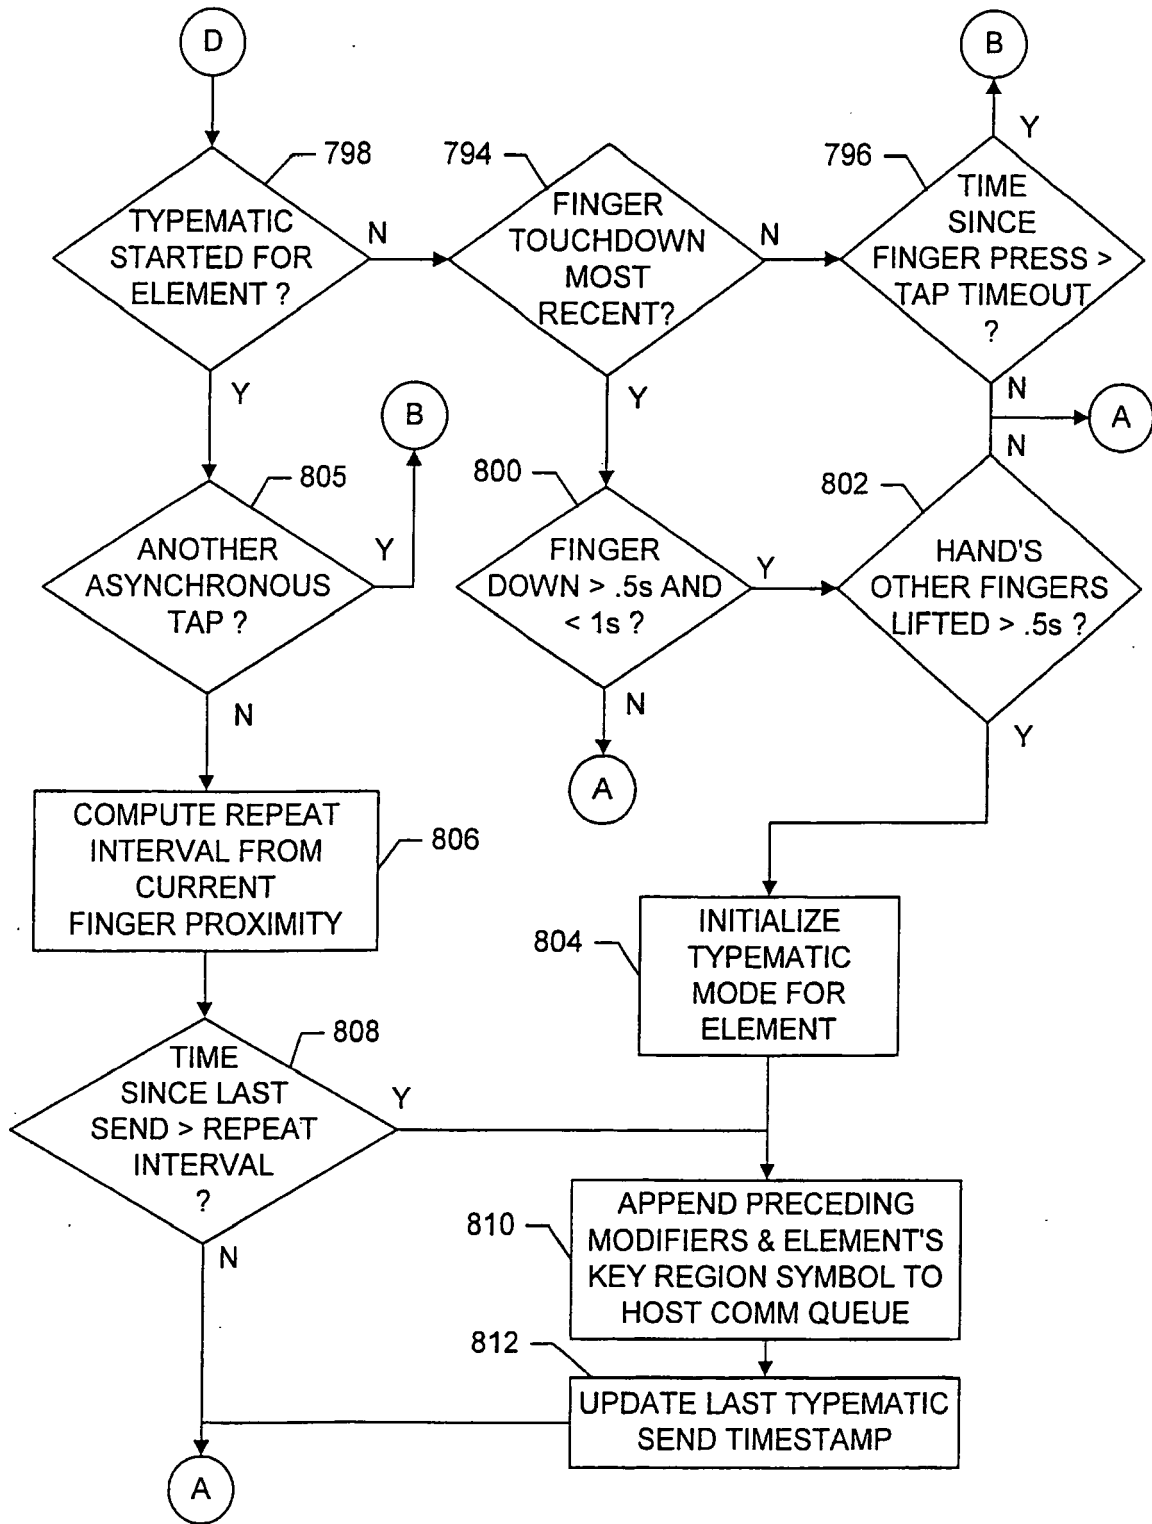 D
B
798
794
796
TYPEMATIC
STARTED FOR
ELEMENT ?
N
FINGER
TOUCHDOWN
MOST
RECENT?
N
Y
TIME
SINCE
FINGER PRESS >
TAP TIMEOUT
?
Y
Y
N
B
A
N
805
800
802
ANOTHER
ASYNCHRONOUS
TAP ?
Y
FINGER
DOWN > .5s AND
< 1s ?
Y
HAND'S
OTHER FINGERS
LIFTED > .5s ?
N
N
Y
A
COMPUTE REPEAT
INTERVAL FROM
CURRENT
FINGER PROXIMITY
806
804
INITIALIZE
TYPEMATIC
MODE FOR
ELEMENT
808
TIME
SINCE LAST
SEND > REPEAT
INTERVAL
?
Y
N
810
APPEND PRECEDING
MODIFIERS & ELEMENT'S
KEY REGION SYMBOL TO
HOST COMM QUEUE
812
UPDATE LAST TYPEMATIC
SEND TIMESTAMP
A